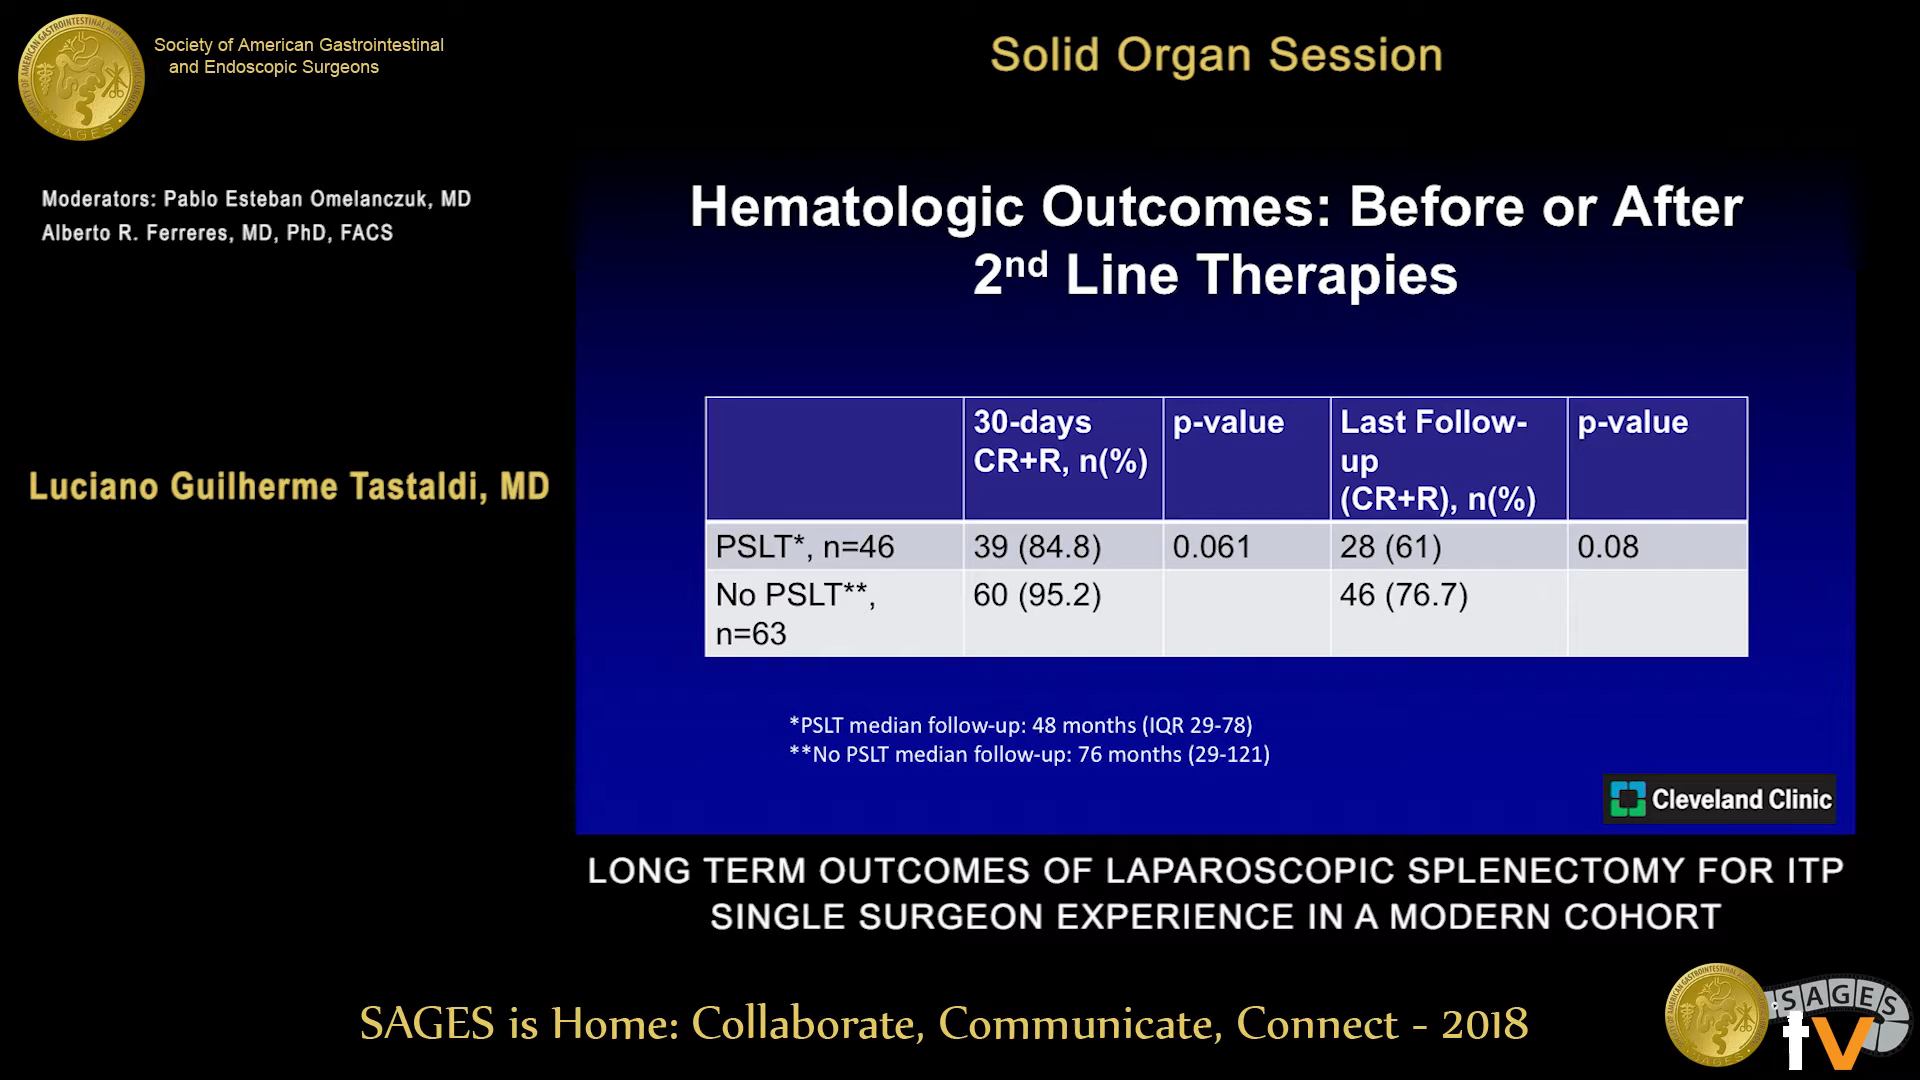 Society of American Gastrointestinal
and Endoscopic Surgeons
Solid Organ Session
Moderators: Pablo Esteban Omelanczuk, MD
Alberto R. Ferreres, MD, PhD, FACS
Luciano Guilherme Tastaldi, MD
Hematologic Outcomes: Before or After
2nd Line Therapies
30-days CR+R, n(%)
p-value
Last Follow-up (CR+R), n(%)
p-value
PSLT*, n=46
39 (84.8)
0.061
28 (61)
0.08
No PSLT**, n=63
60 (95.2)
46 (76.7)
*PSLT median follow-up: 48 months (IQR 29-78)
**No PSLT median follow-up: 76 months (29-121)
Cleveland Clinic
LONG TERM OUTCOMES OF LAPAROSCOPIC SPLENECTOMY FOR ITP
SINGLE SURGEON EXPERIENCE IN A MODERN COHORT
SAGES is Home: Collaborate, Communicate, Connect - 2018
SAGES
tv